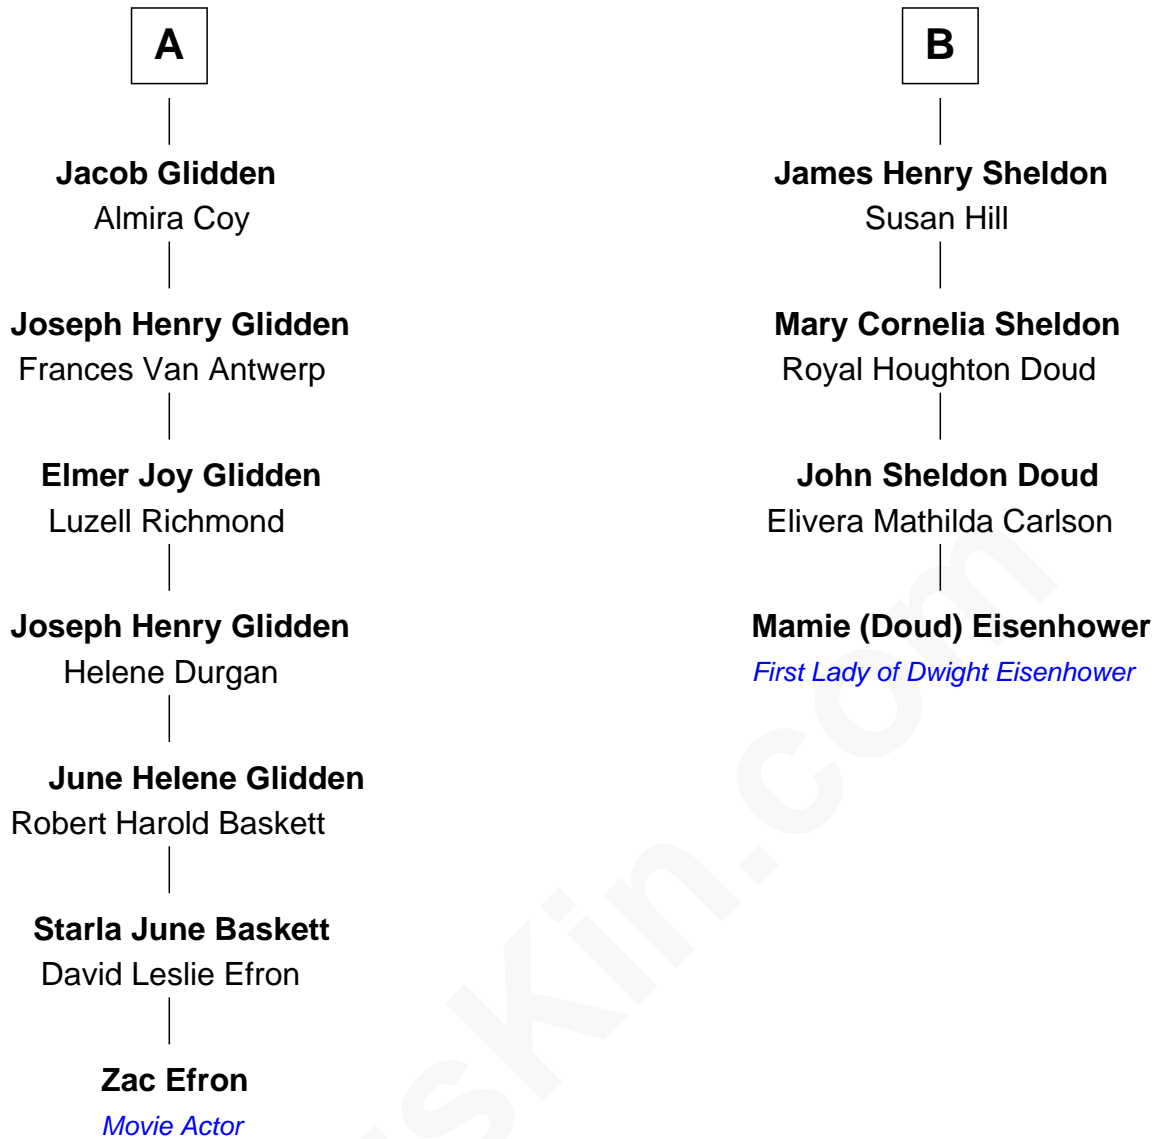 A
Jacob Glidden
Almira Coy
Joseph Henry Glidden
Frances Van Antwerp
Elmer Joy Glidden
Luzell Richmond
Joseph Henry Glidden
Helene Durgan
June Helene Glidden
Robert Harold Baskett
Starla June Baskett
David Leslie Efron
Zac Efron
Movie Actor
B
James Henry Sheldon
Susan Hill
Mary Cornelia Sheldon
Royal Houghton Doud
John Sheldon Doud
Elivera Mathilda Carlson
Mamie (Doud) Eisenhower
First Lady of Dwight Eisenhower
sKin.com